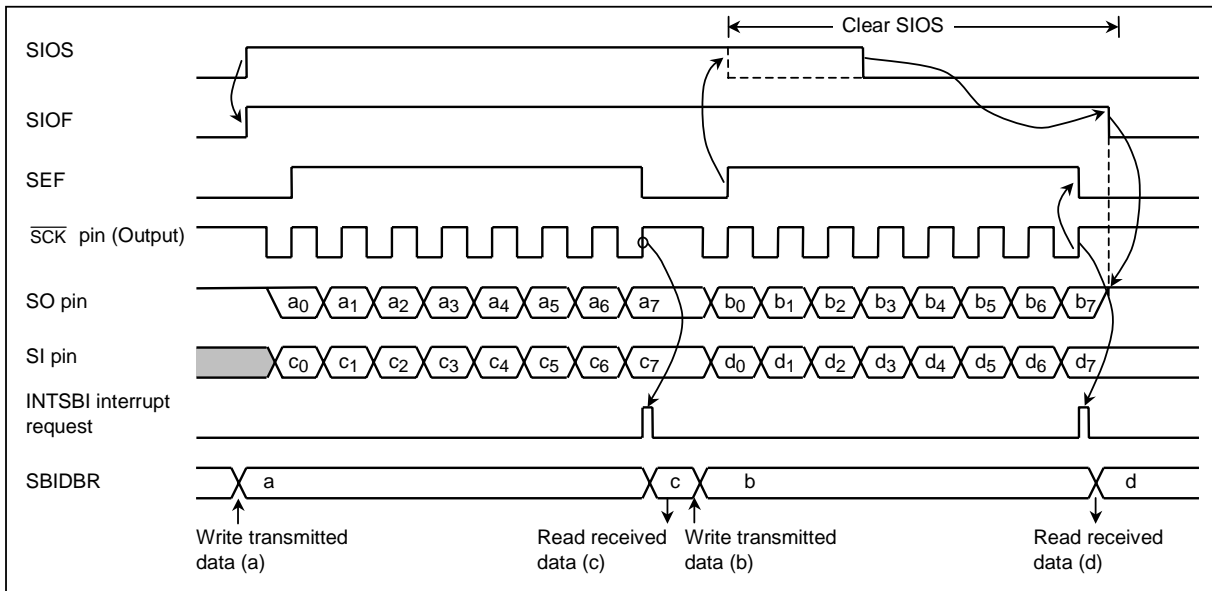 Clear SIOS
SIOS
SIOF
SEF
SCK pin (Output)
SO pin
a0 a1 a2 a3 a4 a5 a6 a7 b0 b1 b2 b3 b4 b5 b6 b7
SI pin
c0 c1 c2 c3 c4 c5 c6 c7 d0 d1 d2 d3 d4 d5 d6 d7
INTSBI interrupt
request
SBIDBR
a c b d
Write transmitted Read received Write transmitted Read received
data (a) data (c) data (b) data (d)